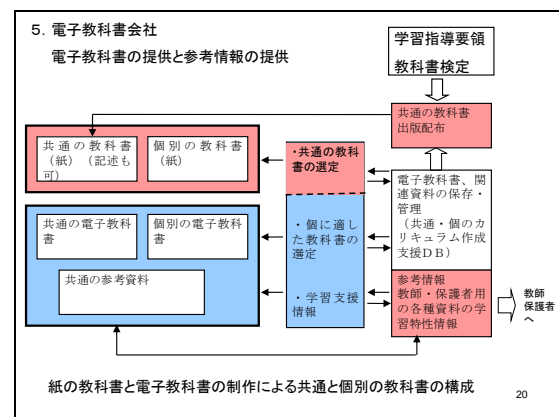 5．電子教科書会社
電子教科書の提供と参考情報の提供
学習指導要領
教科書検定
共通の教科書
出版配布
共通の教科書
（紙）（記述も
可）
個別の教科書
（紙）
・共通の教科
書の選定
電子教科書、関
連資料の保存・
管理
（共通・個のカ
リキュラム作成
支援ＤＢ）
共通の電子教科
書
個別の電子教科
書
・個に適し
た教科書の
選定
共通の参考資料
・学習支援
情報
参考情報
教師・保護者用
の各種資料の学
習特性情報
教師
保護者
へ
紙の教科書と電子教科書の制作による共通と個別の教科書の構成
20